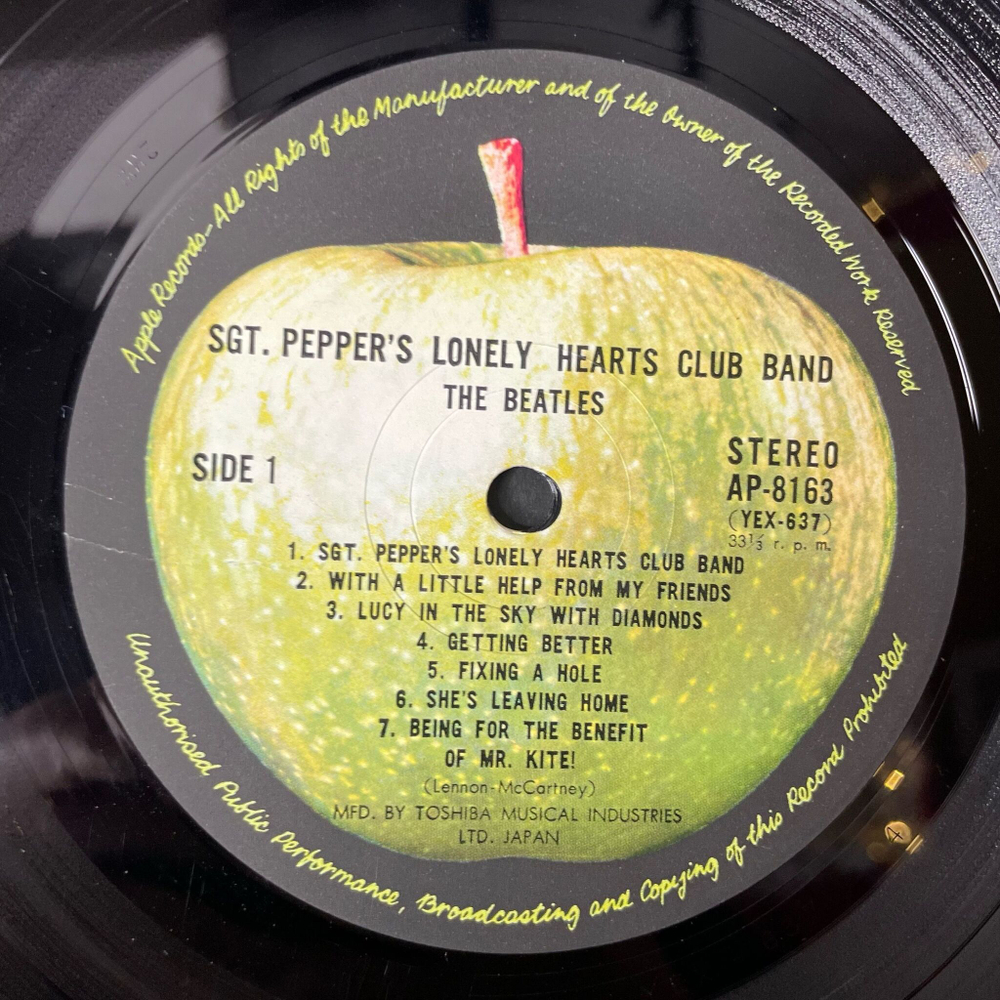 Apple Records-All Rights of the Manufacturer and of the Owner of the Recorded Work Reserved
SGT. PEPPER'S LONELY HEARTS CLUB BAND
THE BEATLES
SIDE 1
STEREO
AP-8163
(YEX-637)
33⅓ r. p. m.
1. SGT. PEPPER'S LONELY HEARTS CLUB BAND
2. WITH A LITTLE HELP FROM MY FRIENDS
3. LUCY IN THE SKY WITH DIAMONDS
4. GETTING BETTER
5. FIXING A HOLE
6. SHE'S LEAVING HOME
7. BEING FOR THE BENEFIT
OF MR. KITE!
(Lennon-McCartney)
MFD. BY TOSHIBA MUSICAL INDUSTRIES
LTD. JAPAN
Unauthorised Public Performance, Broadcasting and Copying of this Record Prohibited